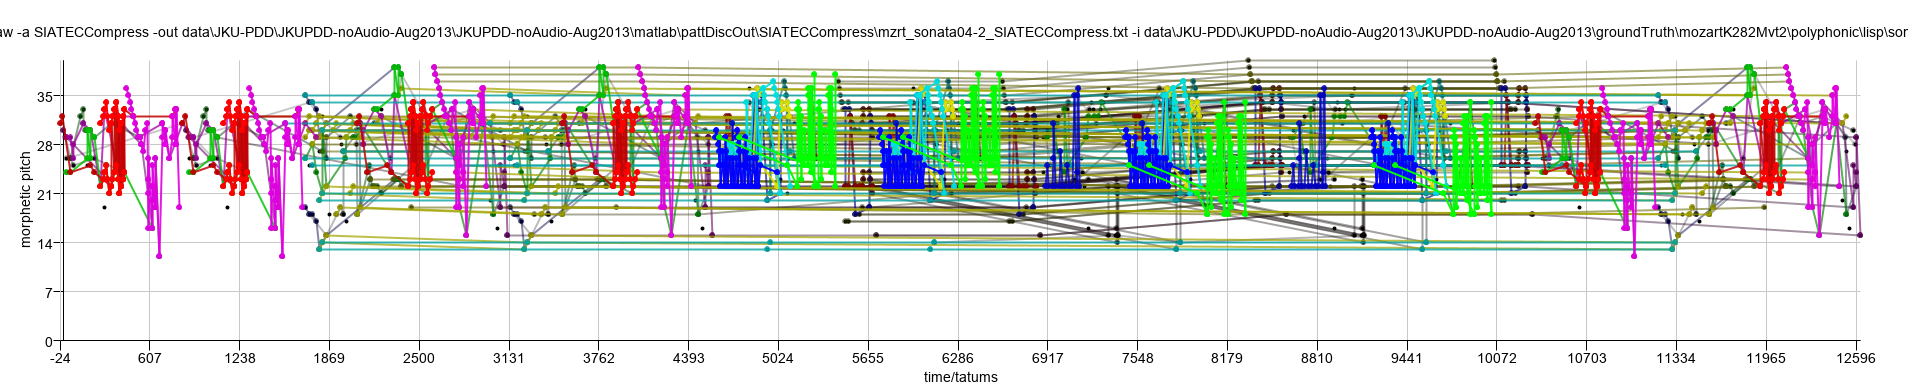 aw -a SIATECCompress -out data\JKU-PDD\JKUPDD-noAudio-Aug2013\JKUPDD-noAudio-Aug2013\matlab\pattDiscOut\SIATECCompress\mzrt_sonata04-2_SIATECCompress.txt -i data\JKU-PDD\JKUPDD-noAudio-Aug2013\JKUPDD-noAudio-Aug2013\groundTruth\mozartK282Mvt2\polyphonic\lisp\sor
35
28
21
14
7
0
morphetic pitch
-24 607 1238 1869 2500 3131 3762 4393 5024 5655 6286 6917 7548 8179 8810 9441 10072 10703 11334 11965 12596
time/tatums